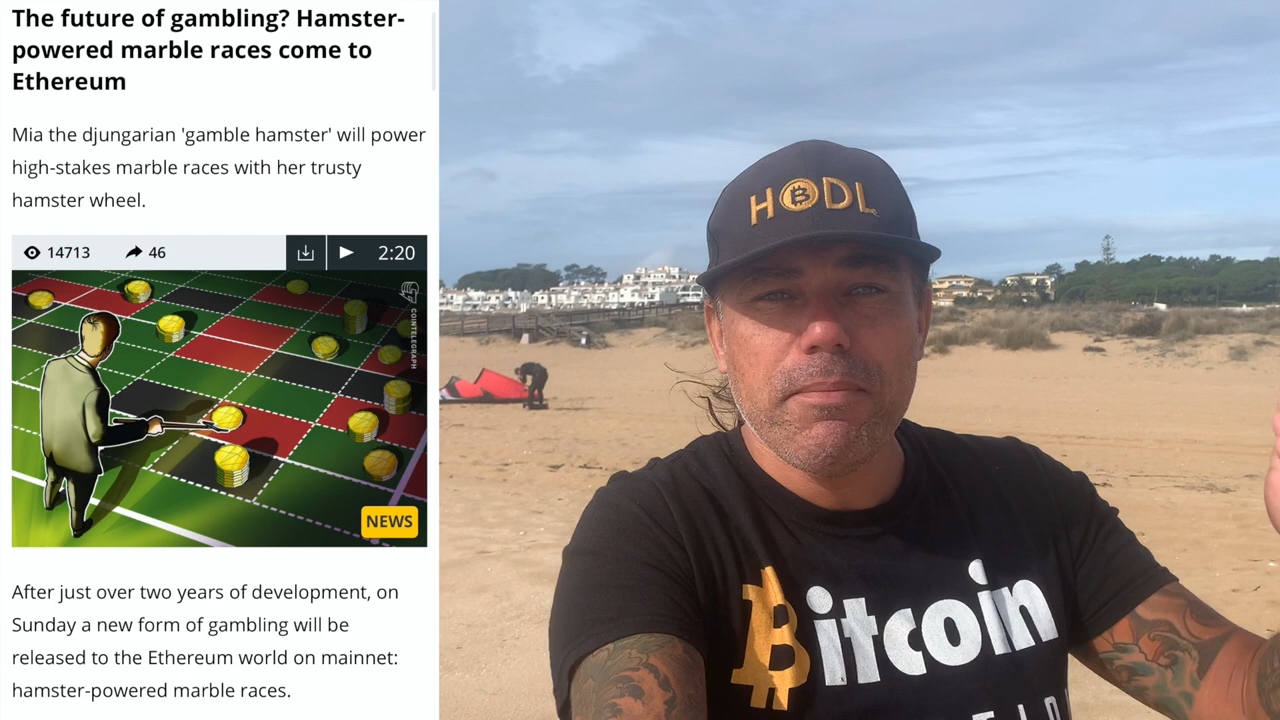 The future of gambling? Hamster-
powered marble races come to
Ethereum
Mia the djungarian 'gamble hamster' will power
high-stakes marble races with her trusty
hamster wheel.
14713
46
2:20
COINTELEGRAPH
NEWS
After just over two years of development, on
Sunday a new form of gambling will be
released to the Ethereum world on mainnet:
hamster-powered marble races.
HODL
Bitcoin